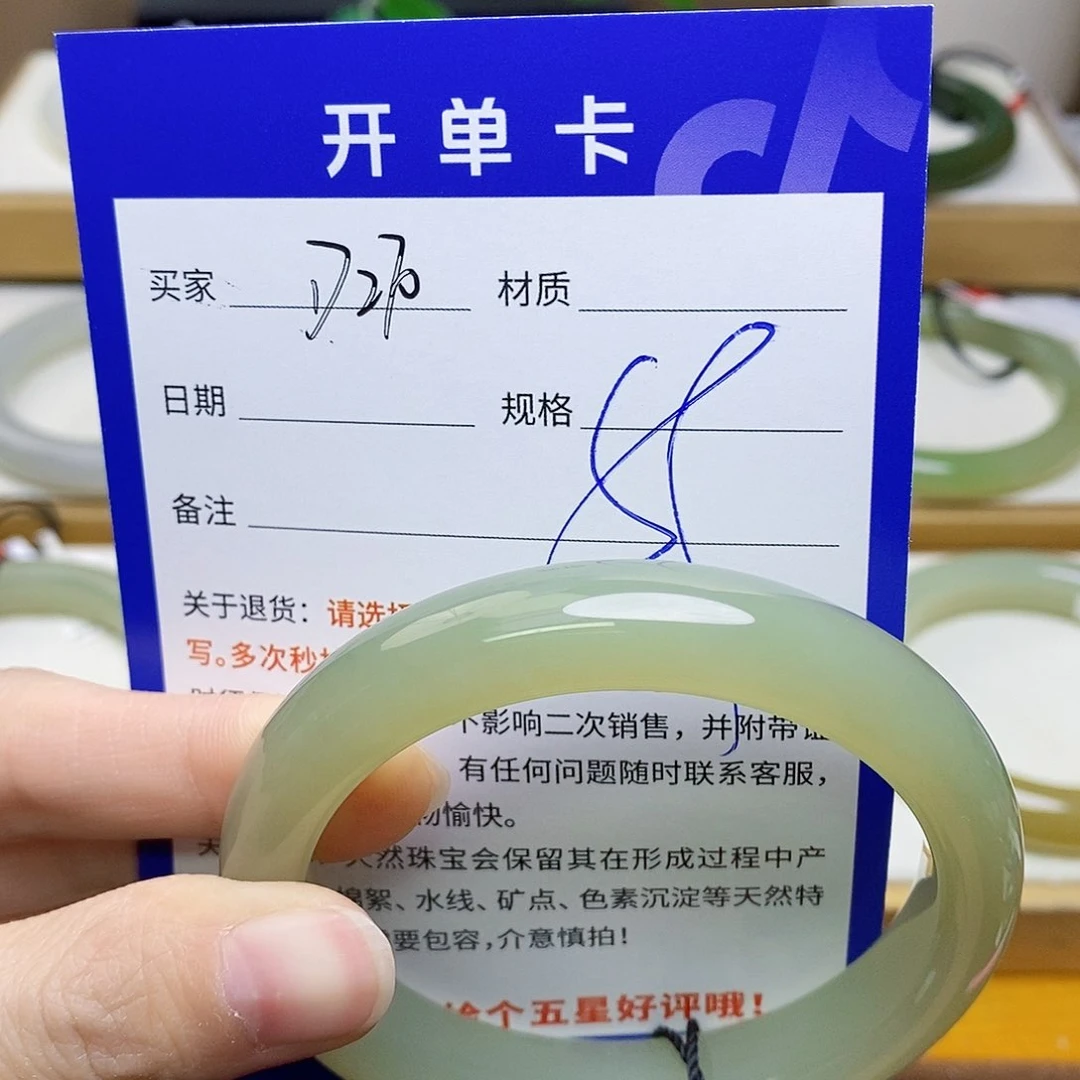 开单卡
买家 材质
日期 规格
备注
关于退货：请选
写。多次秒
下影响二次销售，并附带证
有任何问题随时联系客服，
物愉快。
天然珠宝会保留其在形成过程中产
棉絮、水线、矿点、色素沉淀等天然特
要包容，介意慎拍！
给个五星好评哦！